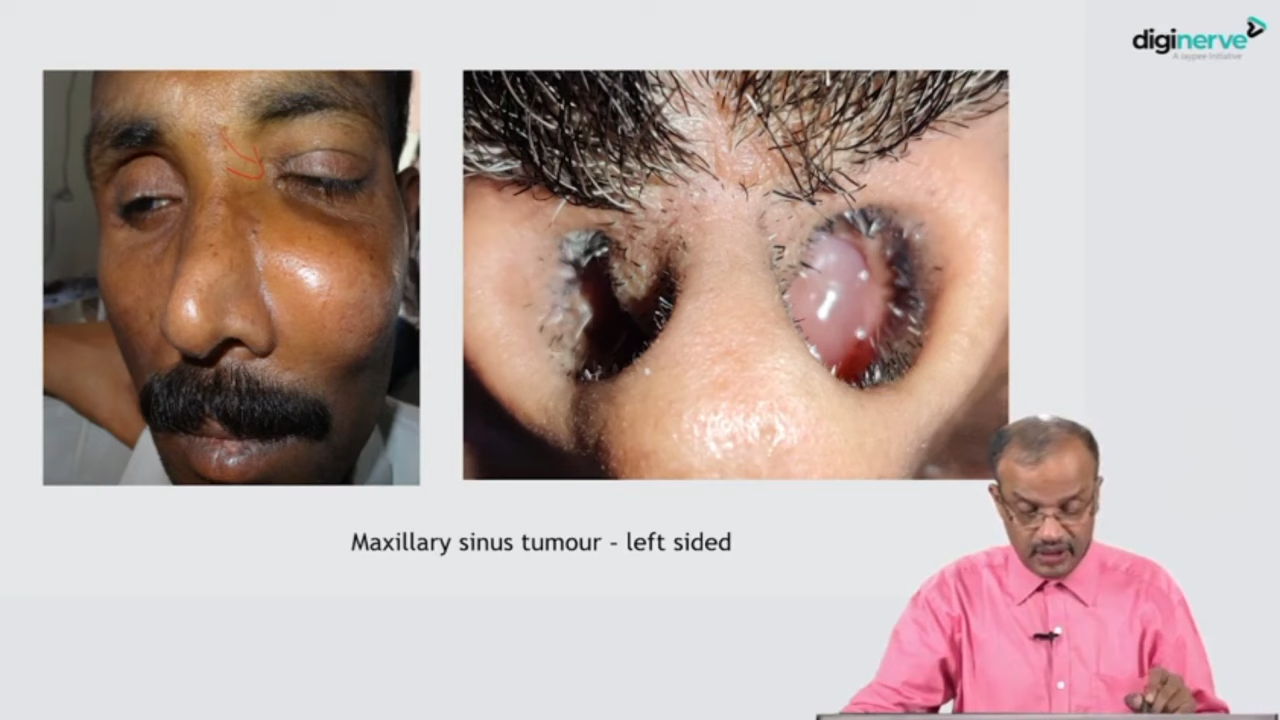 diginerve
A Jaypee Initiative
Maxillary sinus tumour - left sided